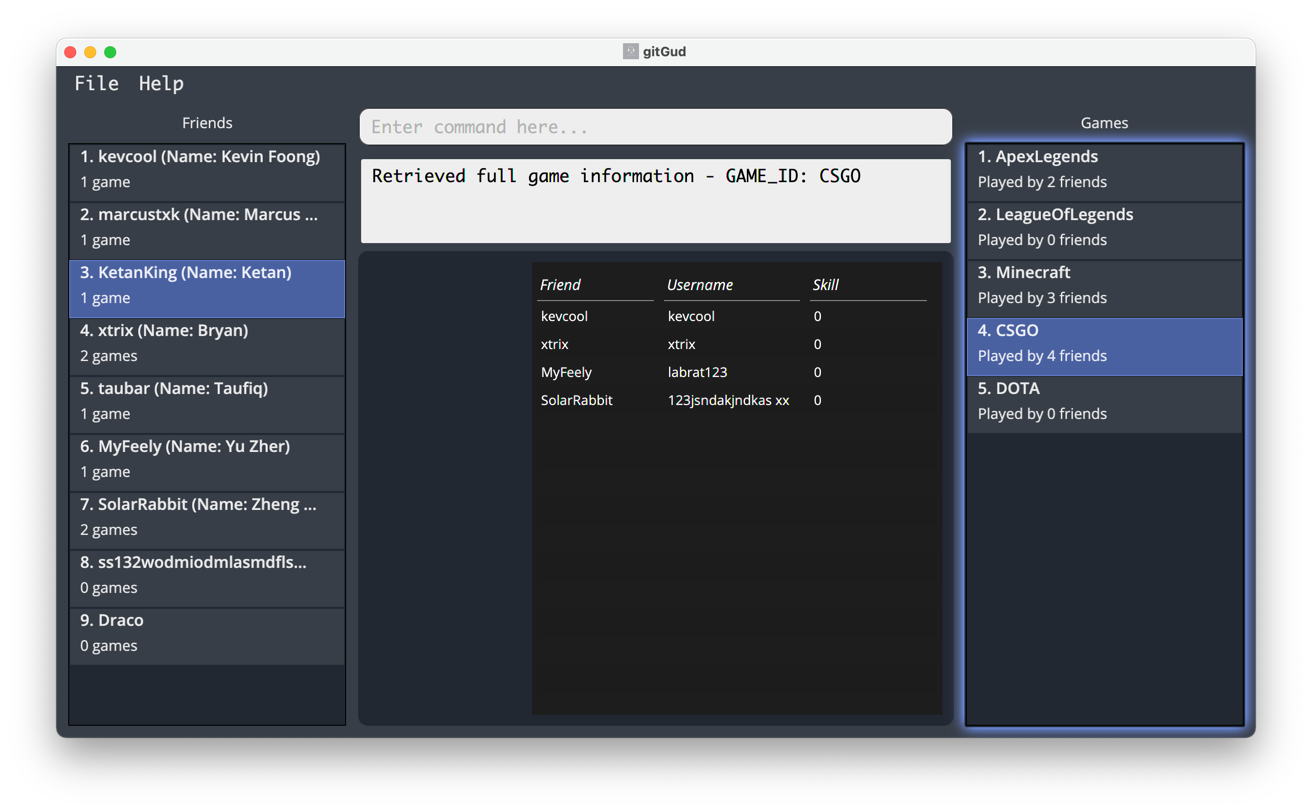 gitGud
File Help
Friends
1. kevcool (Name: Kevin Foong)
1 game
2. marcustxk (Name: Marcus ...
1 game
3. KetanKing (Name: Ketan)
1 game
4. xtrix (Name: Bryan)
2 games
5. taubar (Name: Taufiq)
1 game
6. MyFeely (Name: Yu Zher)
1 game
7. SolarRabbit (Name: Zheng ...
2 games
8. ss132wodmiodmlasmdfls...
0 games
9. Draco
0 games
Enter command here...
Retrieved full game information - GAME_ID: CSGO
Friend Username Skill
kevcool kevcool 0
xtrix xtrix 0
MyFeely labrat123 0
SolarRabbit 123jsndakjndkas xx 0
Games
1. ApexLegends
Played by 2 friends
2. LeagueOfLegends
Played by 0 friends
3. Minecraft
Played by 3 friends
4. CSGO
Played by 4 friends
5. DOTA
Played by 0 friends